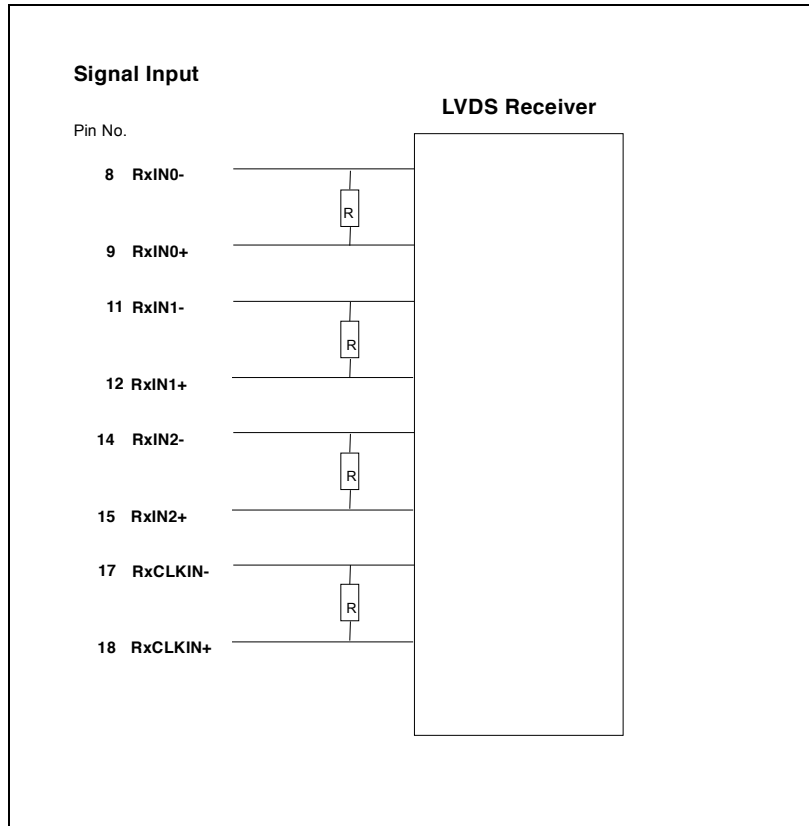 Signal Input
LVDS Receiver
Pin No.
8 RxIN0-
R
9 RxIN0+
11 RxIN1-
R
12 RxIN1+
14 RxIN2-
R
15 RxIN2+
17 RxCLKIN-
R
18 RxCLKIN+